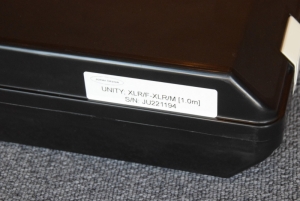 UNITY: XLR/F-XLR/M [1.0m]
S/N: JU221194